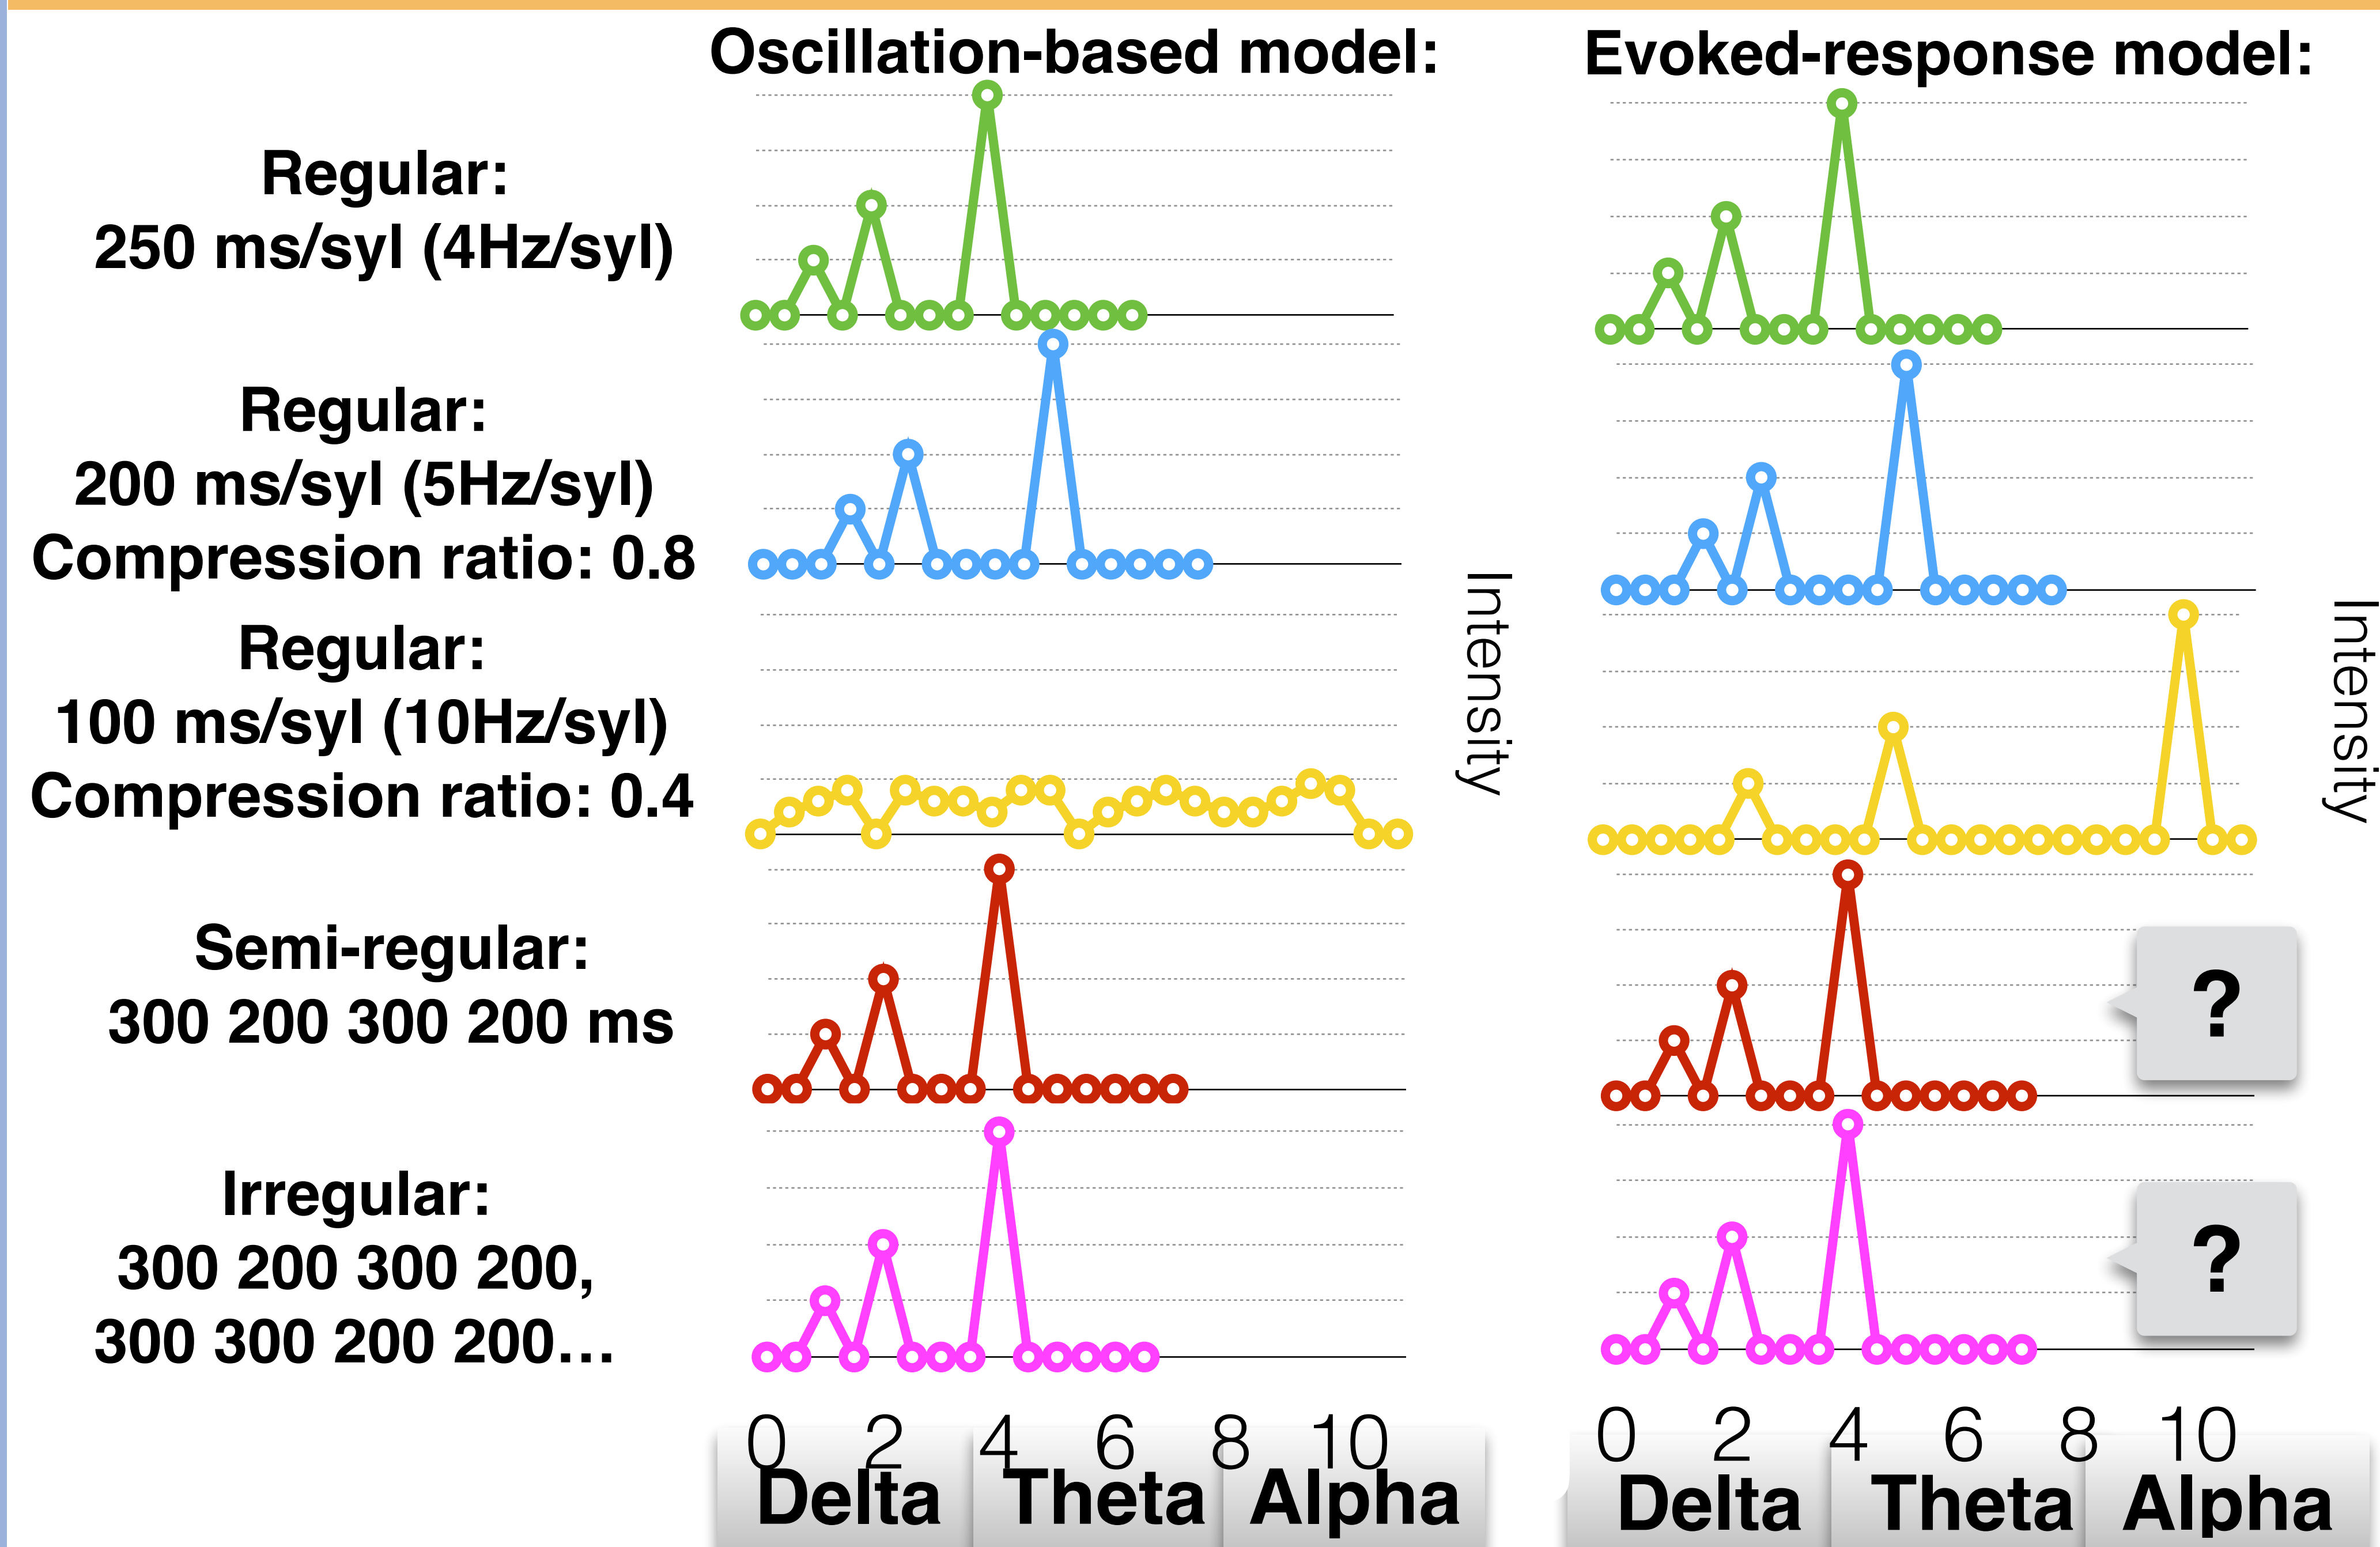 Oscillation-based model:
Evoked-response model:
Regular:
250 ms/syl (4Hz/syl)
Regular:
200 ms/syl (5Hz/syl)
Compression ratio: 0.8
Regular:
100 ms/syl (10Hz/syl)
Compression ratio: 0.4
Semi-regular:
300 200 300 200 ms
Irregular:
300 200 300 200,
300 300 200 200…
Intensity
Intensity
?
?
0 2 4 6 8 10
Delta Theta Alpha
0 2 4 6 8 10
Delta Theta Alpha